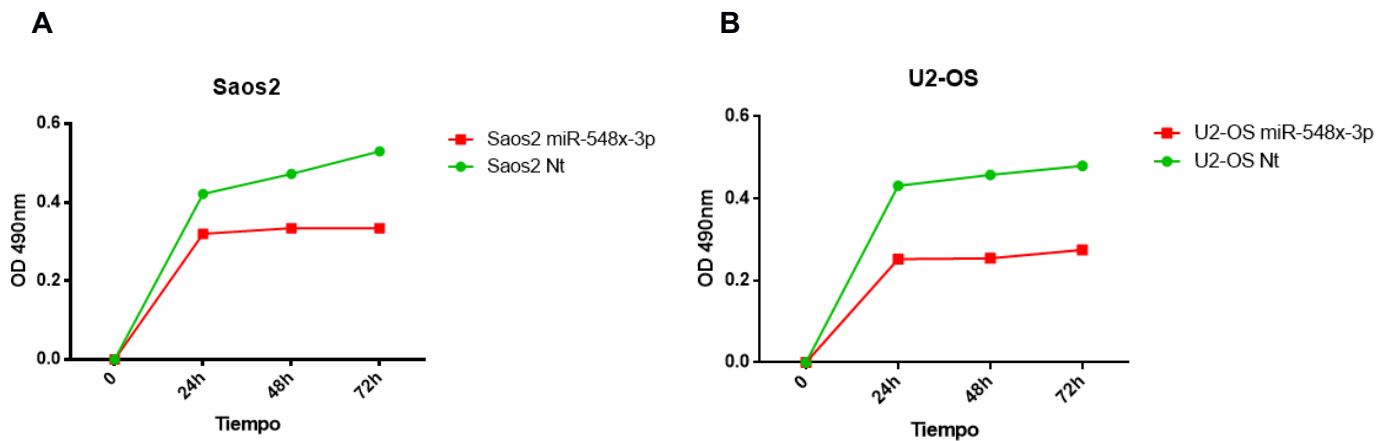 A
Saos2
0.6
0.4
0.2
0.0
OD 490nm
0
24h
48h
72h
Tiempo
Saos2 miR-548x-3p
Saos2 Nt
B
U2-OS
0.6
0.4
0.2
0.0
OD 490nm
0
24h
48h
72h
Tiempo
U2-OS miR-548x-3p
U2-OS Nt